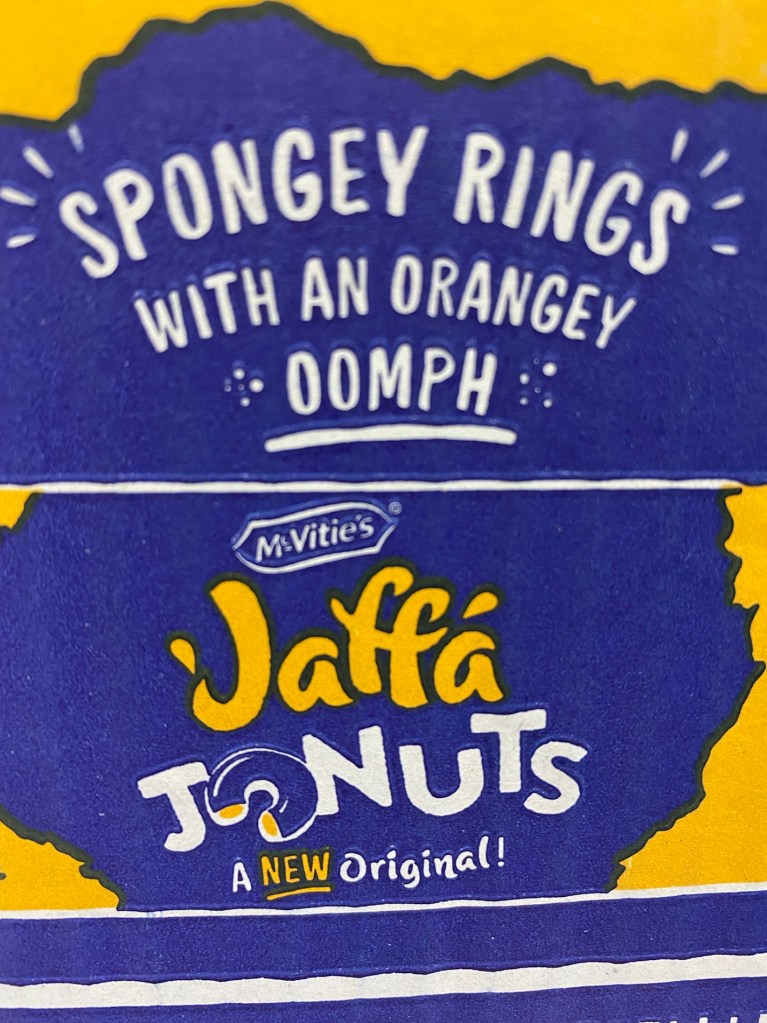 SPONGEY RINGS
WITH AN ORANGEY
OOMPH
McVitie's®
Jaffa
JONUTS
A NEW Original!